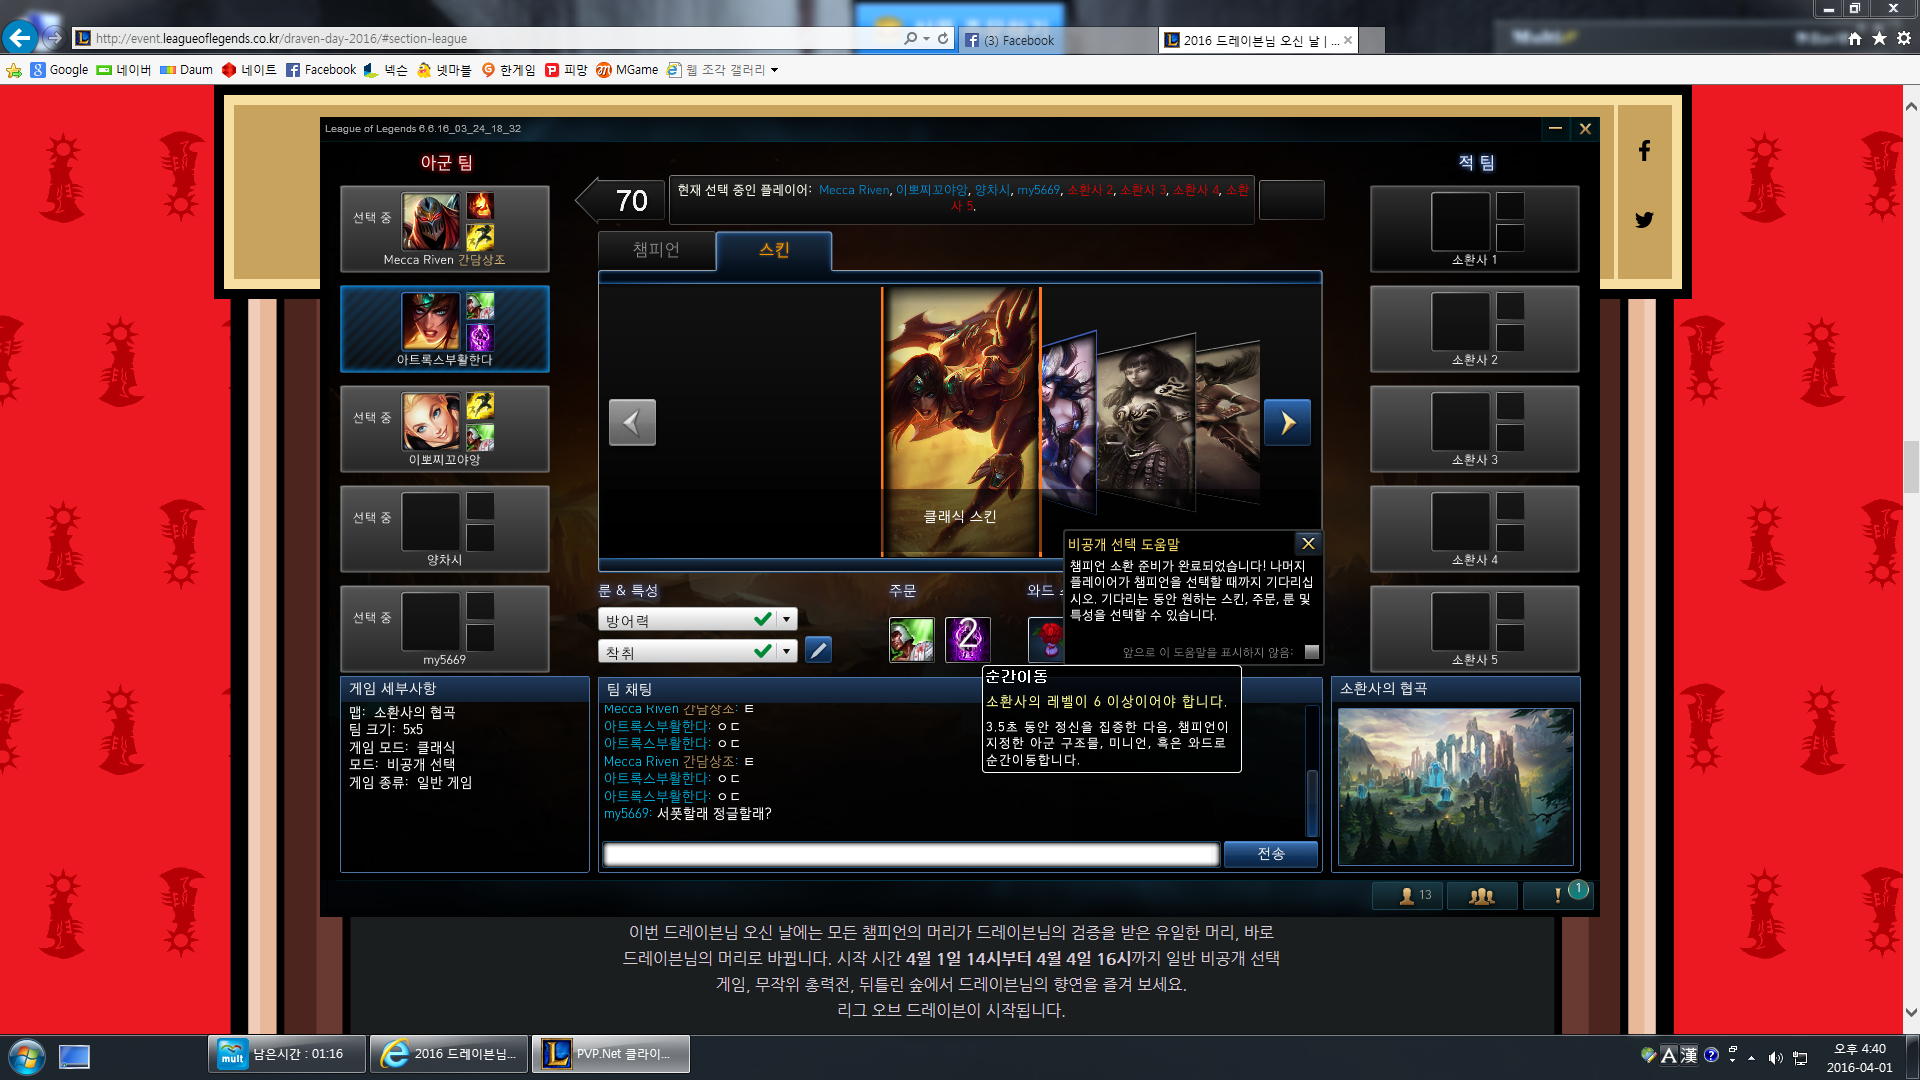 http://event.leagueoflegends.co.kr/draven-day-2016/#section-league
(3) Facebook
2016 드레이븐님 오신 날 | ...
Google
네이버
Daum
네이트
Facebook
넥슨
넷마블
한게임
피망
MGame
웹 조각 갤러리
League of Legends 6.6.16_03_24_18_32
아군 팀
적 팀
70
현재 선택 중인 플레이어: Mecca Riven, 이뽀찌꼬야앙, 양차시, my5669, 소환사 2, 소환사 3, 소환사 4, 소환
사 5.
선택 중
Mecca Riven 간담상조
아트록스부활한다
선택 중
이뽀찌꼬야앙
선택 중
양차시
선택 중
my5669
챔피언
스킨
클래식 스킨
소환사 1
소환사 2
소환사 3
소환사 4
소환사 5
비공개 선택 도움말
챔피언 소환 준비가 완료되었습니다! 나머지
플레이어가 챔피언을 선택할 때까지 기다리십
시오. 기다리는 동안 원하는 스킨, 주문, 룬 및
특성을 선택할 수 있습니다.
앞으로 이 도움말을 표시하지 않음:
룬 & 특성
방어력
착취
주문
2
와드
순간이동
소환사의 레벨이 6 이상이어야 합니다.
3.5초 동안 정신을 집중한 다음, 챔피언이
지정한 아군 구조물, 미니언, 혹은 와드로
순간이동합니다.
게임 세부사항
맵: 소환사의 협곡
팀 크기: 5x5
게임 모드: 클래식
모드: 비공개 선택
게임 종류: 일반 게임
팀 채팅
Mecca Riven 간담상조: ㅌ
아트록스부활한다: ㅇㄷ
아트록스부활한다: ㅇㄷ
Mecca Riven 간담상조: ㅌ
아트록스부활한다: ㅇㄷ
아트록스부활한다: ㅇㄷ
my5669: 서폿할래 정글할래?
전송
소환사의 협곡
13
1
이번 드레이븐님 오신 날에는 모든 챔피언의 머리가 드레이븐님의 검증을 받은 유일한 머리, 바로
드레이븐님의 머리로 바뀝니다. 시작 시간 4월 1일 14시부터 4월 4일 16시까지 일반 비공개 선택
게임, 무작위 총력전, 뒤틀린 숲에서 드레이븐님의 향연을 즐겨 보세요.
리그 오브 드레이븐이 시작됩니다.
mult
남은시간 : 01:16
2016 드레이븐님...
PVP.Net 클라이...
A 漢
오후 4:40
2016-04-01